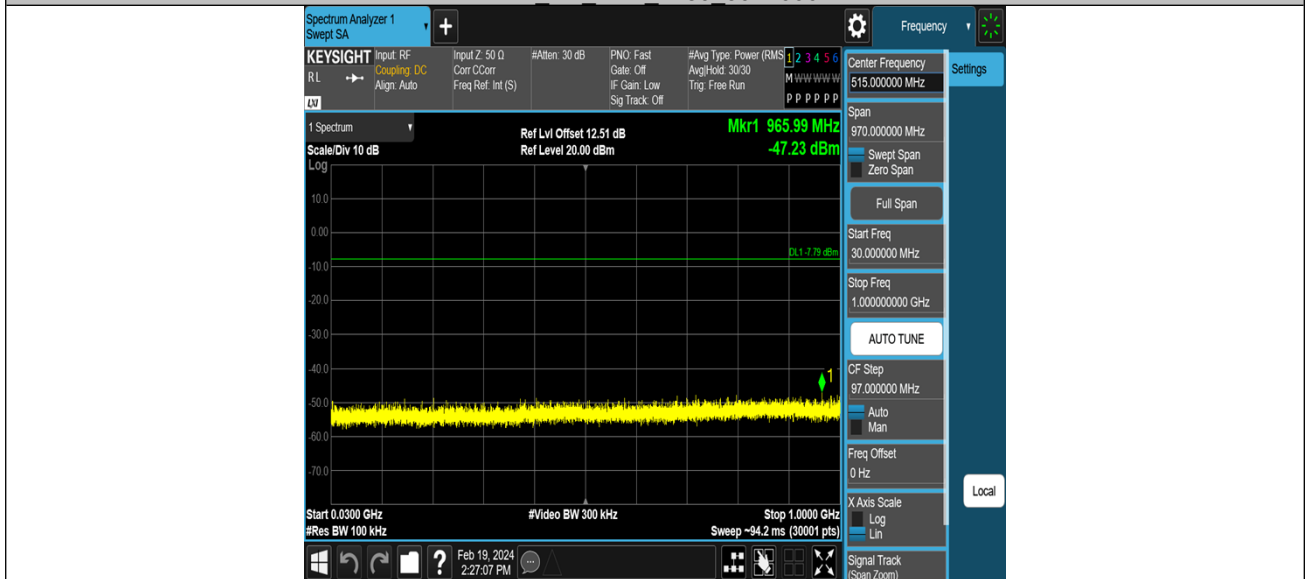 Spectrum Analyzer 1
Swept SA
+
Frequency
KEYSIGHT
RL
LXI
Input: RF
Coupling: DC
Align: Auto
Input Z: 50 Ω
Corr CCorr
Freq Ref: Int (S)
#Atten: 30 dB
PNO: Fast
Gate: Off
IF Gain: Low
Sig Track: Off
#Avg Type: Power (RMS
Avg|Hold: 30/30
Trig: Free Run
1 2 3 4 5 6
M W W W W W
P P P P P P
1 Spectrum
Scale/Div 10 dB
Ref Lvl Offset 12.51 dB
Ref Level 20.00 dBm
Mkr1 965.99 MHz
-47.23 dBm
Log
10.0
0.00
DL1 -7.79 dBm
-10.0
-20.0
-30.0
-40.0
1
-50.0
-60.0
-70.0
Start 0.0300 GHz
#Video BW 300 kHz
Stop 1.0000 GHz
#Res BW 100 kHz
Sweep ~94.2 ms (30001 pts)
Center Frequency
515.000000 MHz
Settings
Span
970.000000 MHz
Swept Span
Zero Span
Full Span
Start Freq
30.000000 MHz
Stop Freq
1.000000000 GHz
AUTO TUNE
CF Step
97.000000 MHz
Auto
Man
Freq Offset
0 Hz
X Axis Scale
Log
Lin
Local
Signal Track
(Span Zoom)
?
Feb 19, 2024
2:27:07 PM